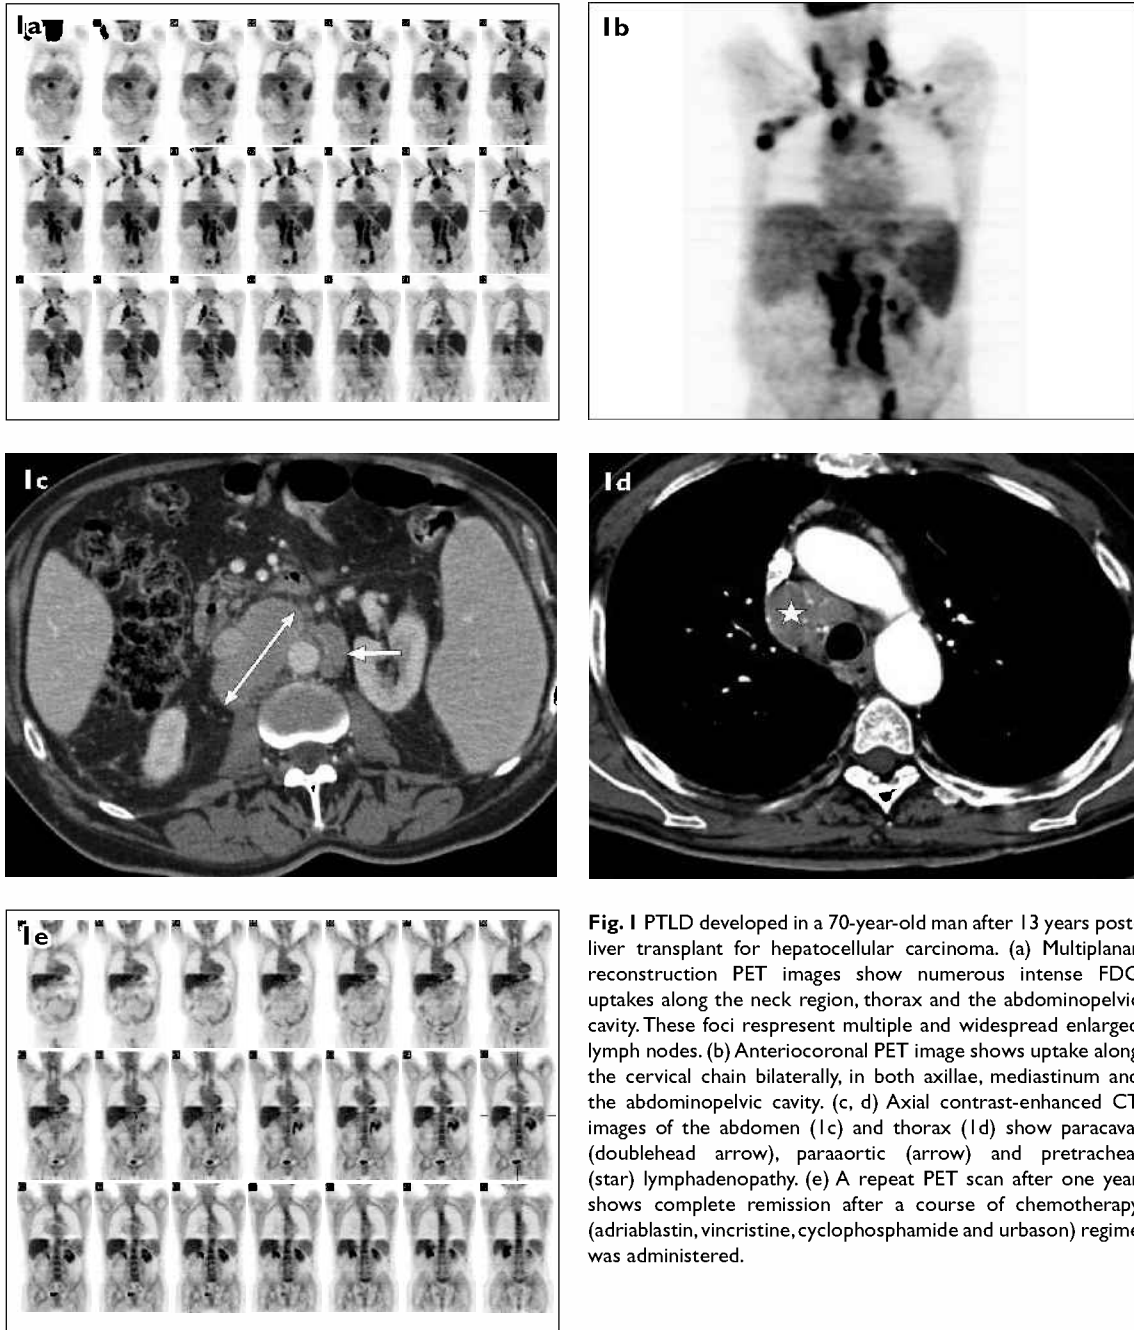 1a
1b
1c
1d
1e
Fig. 1 PTLD developed in a 70-year-old man after 13 years post
liver transplant for hepatocellular carcinoma. (a) Multiplanar
reconstruction PET images show numerous intense FDG
uptakes along the neck region, thorax and the abdominopelvic
cavity. These foci respresent multiple and widespread enlarged
lymph nodes. (b) Anteriocoronal PET image shows uptake along
the cervical chain bilaterally, in both axillae, mediastinum and
the abdominopelvic cavity. (c, d) Axial contrast-enhanced CT
images of the abdomen (1c) and thorax (1d) show paracava
(doublehead arrow), paraaortic (arrow) and pretrachea
(star) lymphadenopathy. (e) A repeat PET scan after one year
shows complete remission after a course of chemotherapy
(adriablastin, vincristine, cyclophosphamide and urbason) regime
was administered.